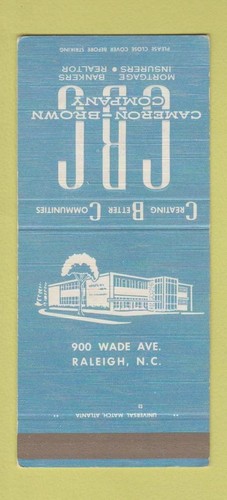 PLEASE CLOSE COVER BEFORE STRIKING
MORTGAGE BANKERS
INSURERS • REALTOR
CBC
CAMERON-BROWN
COMPANY
CREATING BETTER COMMUNITIES
900 WADE AVE.
RALEIGH, N.C.
UNIVERSAL MATCH, ATLANTA